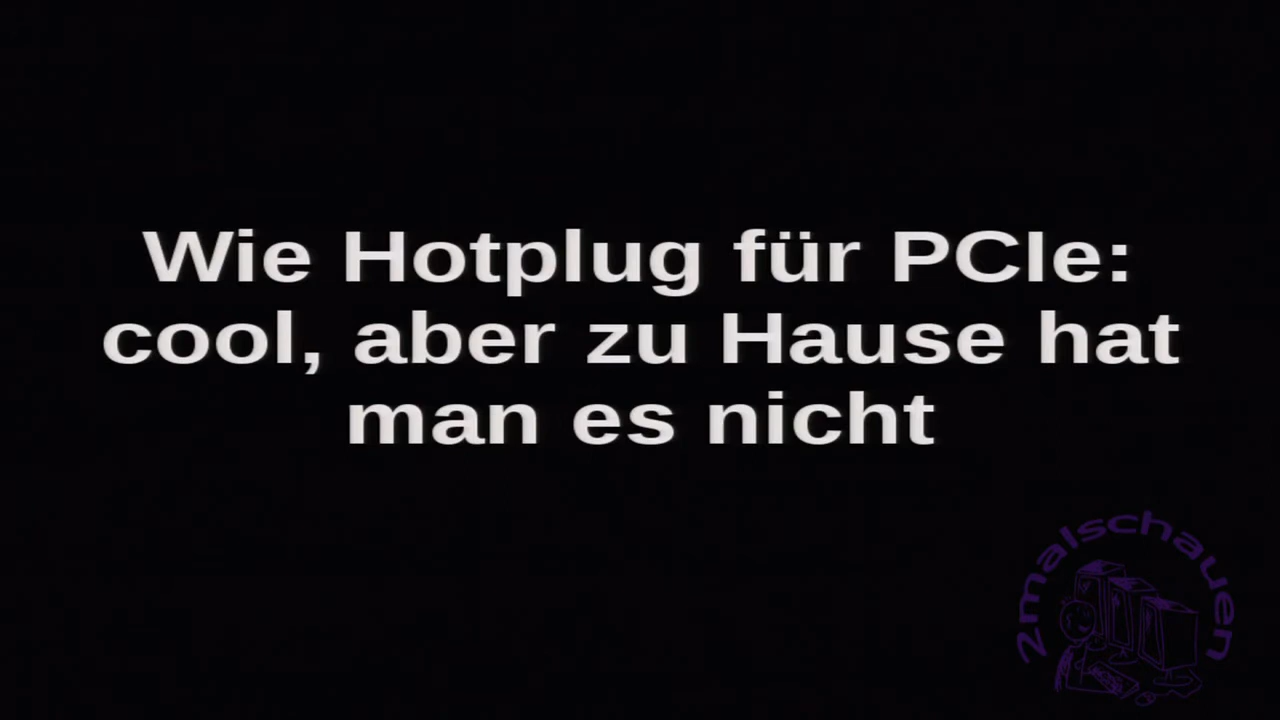 Wie Hotplug für PCIe:
cool, aber zu Hause hat
man es nicht
2malschauen